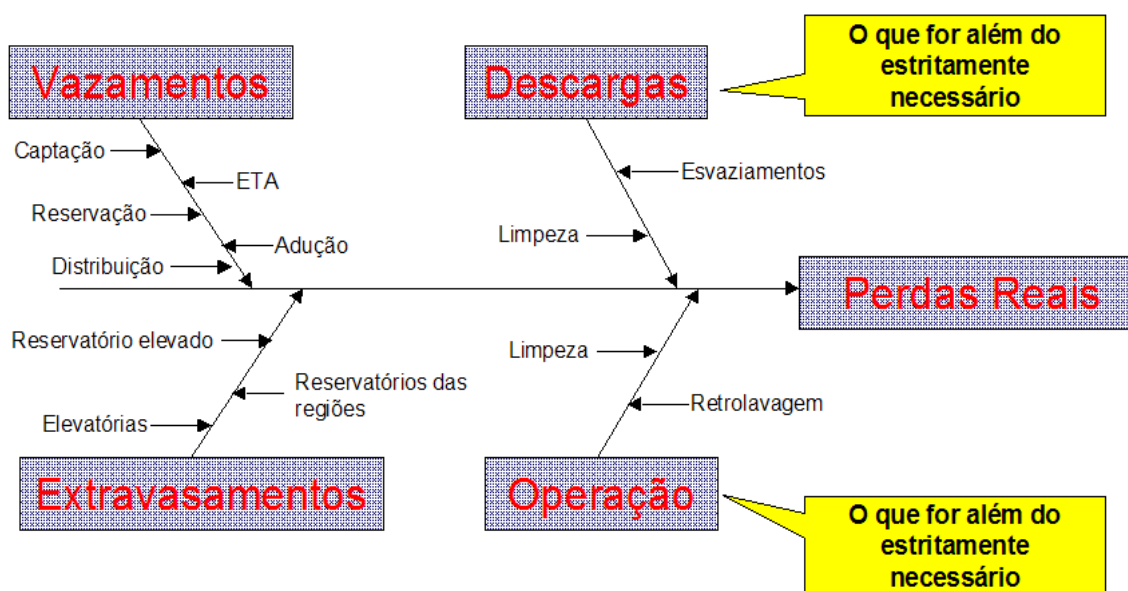 Vazamentos
Descargas
O que for além do
estritamente
necessário
Captação
ETA
Reservação
Adução
Distribuição
Esvaziamentos
Limpeza
Perdas Reais
Reservatório elevado
Reservatórios das
regiões
Elevatórias
Limpeza
Retrolavagem
Extravasamentos
Operação
O que for além do
estritamente
necessário